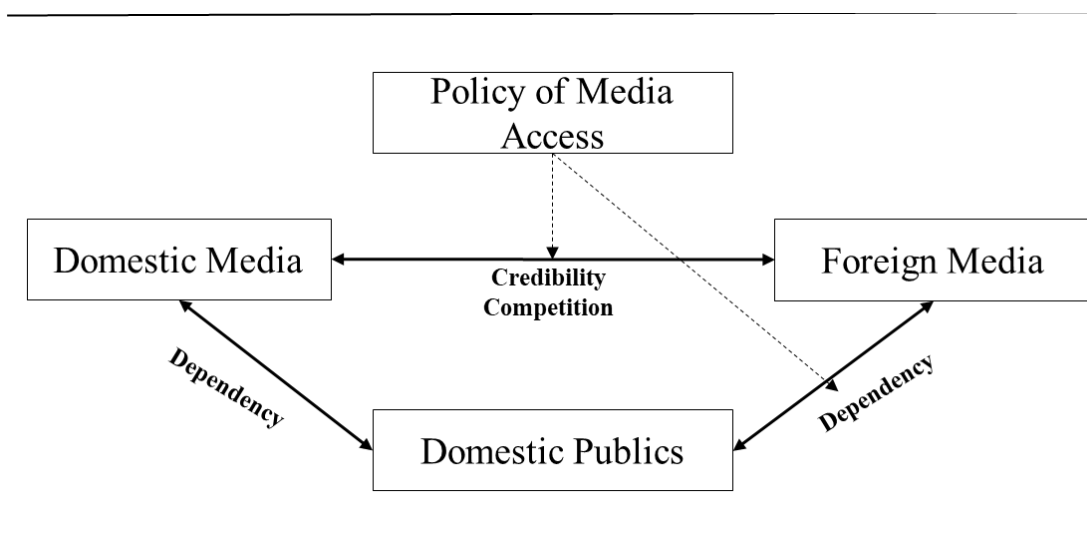 Policy of Media
Access
Domestic Media
Foreign Media
Credibility
Competition
Dependency
Dependency
Domestic Publics